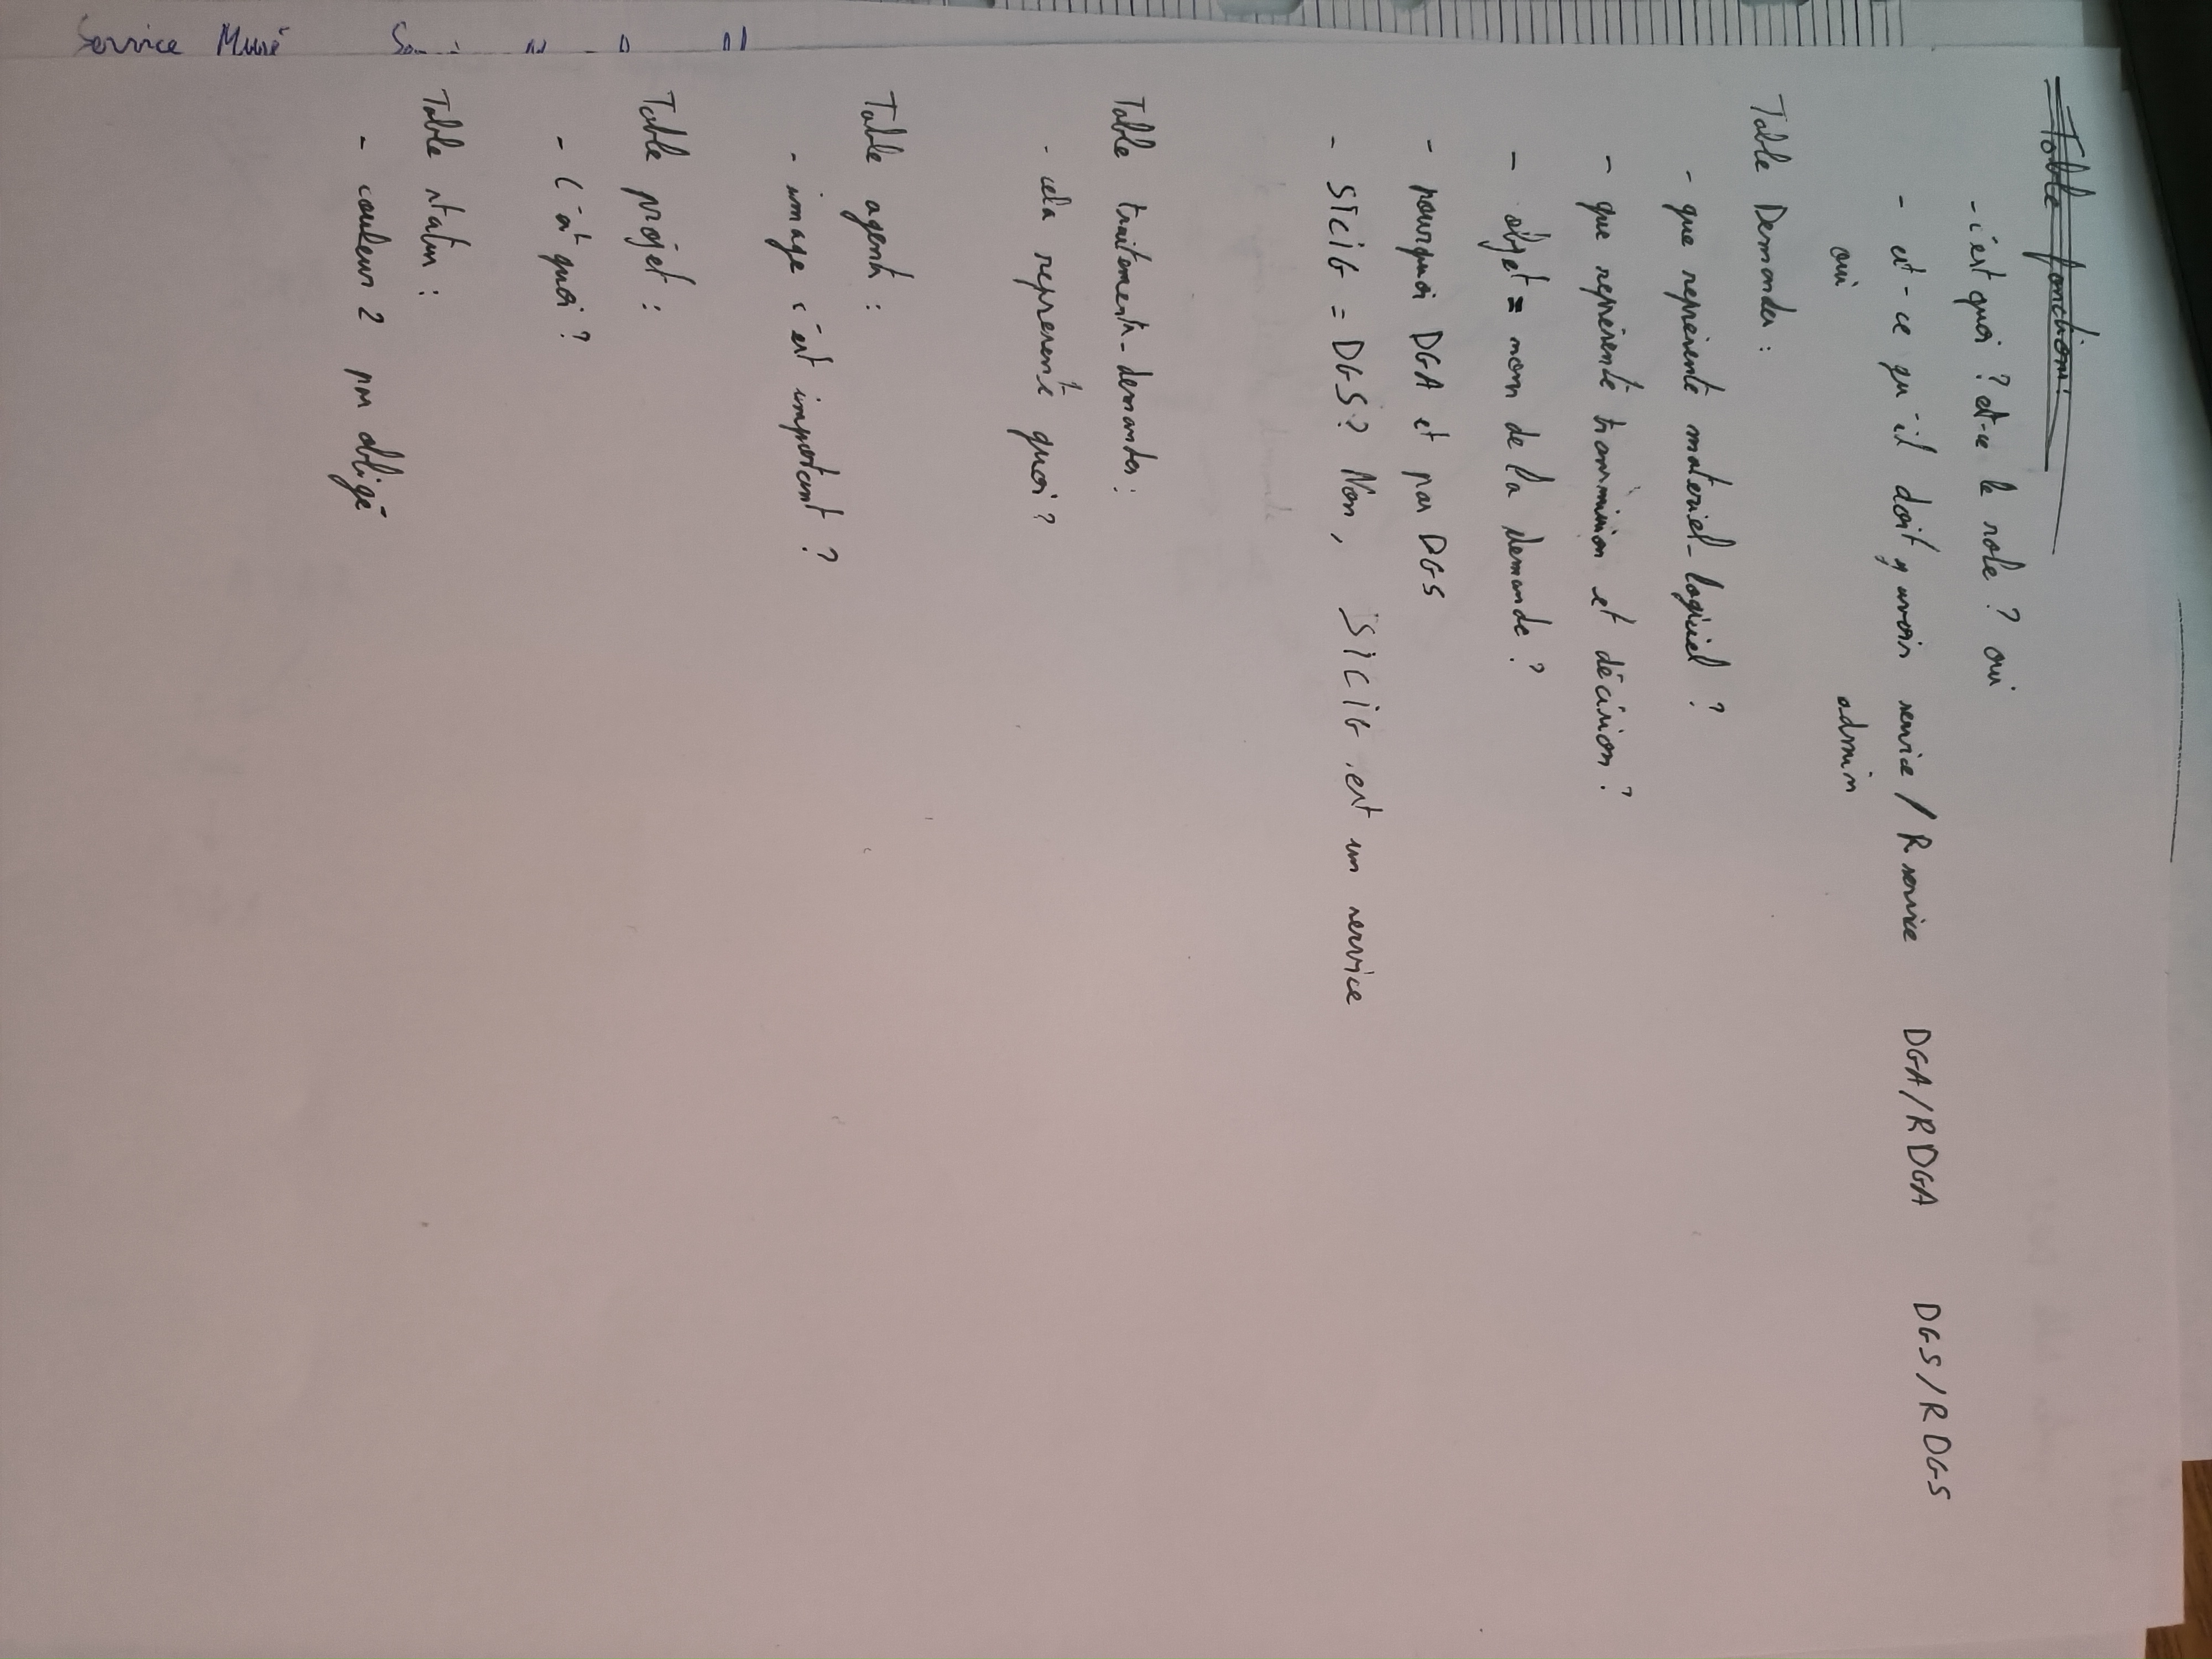 Table fonctions:
- c'est quoi ? est-ce le role ? oui
- est-ce qu'il doit y avoir service / R service DGA/RDGA DGS/RDGS
oui admin
Table Demandes :
- que représente materiel_logiciel ?
- que représente transmission et décision ?
- objet = nom de la demande ?
- pourquoi DGA et pas DGS
- SICIG = DGS ? Non, SICIG est un service
Table traitements_demandes :
- cela represente quoi ?
Table agents :
- image c'est important ?
Table projet :
- C'est quoi ?
Table status :
- couleur 2 pas obligé
Service Musé